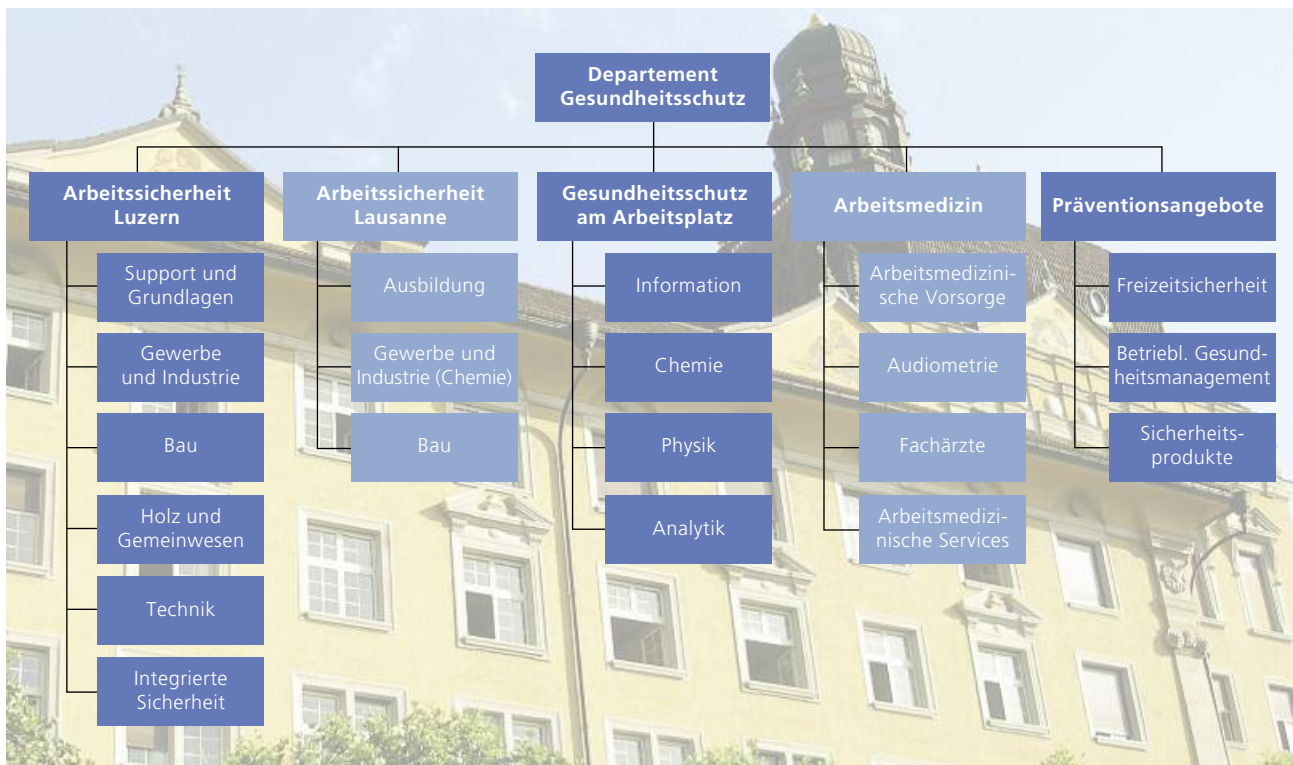 Departement
Gesundheitsschutz
Arbeitssicherheit
Luzern
Support und
Grundlagen
Gewerbe
und Industrie
Bau
Holz und
Gemeinwesen
Technik
Integrierte
Sicherheit
Arbeitssicherheit
Lausanne
Ausbildung
Gewerbe und
Industrie (Chemie)
Bau
Gesundheitsschutz
am Arbeitsplatz
Information
Chemie
Physik
Analytik
Arbeitsmedizin
Arbeitsmedizini-
sche Vorsorge
Audiometrie
Fachärzte
Arbeitsmedizi-
nische Services
Präventionsangebote
Freizeitsicherheit
Betriebl. Gesund-
heitsmanagement
Sicherheits-
produkte